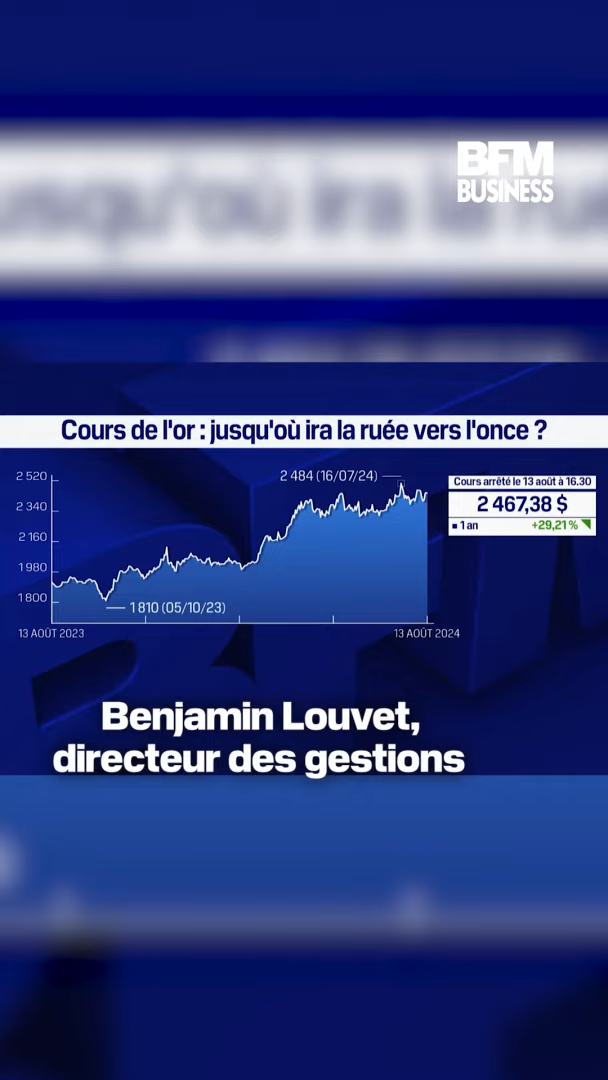 BFM
BUSINESS
Cours de l'or : jusqu'où ira la ruée vers l'once ?
2 520
2 340
2 160
1 980
1 800
2 484 (16/07/24)
1 810 (05/10/23)
13 AOÛT 2023
13 AOÛT 2024
Cours arrêté le 13 août à 16.30
2 467,38 $
1 an +29,21 %
Benjamin Louvet,
directeur des gestions